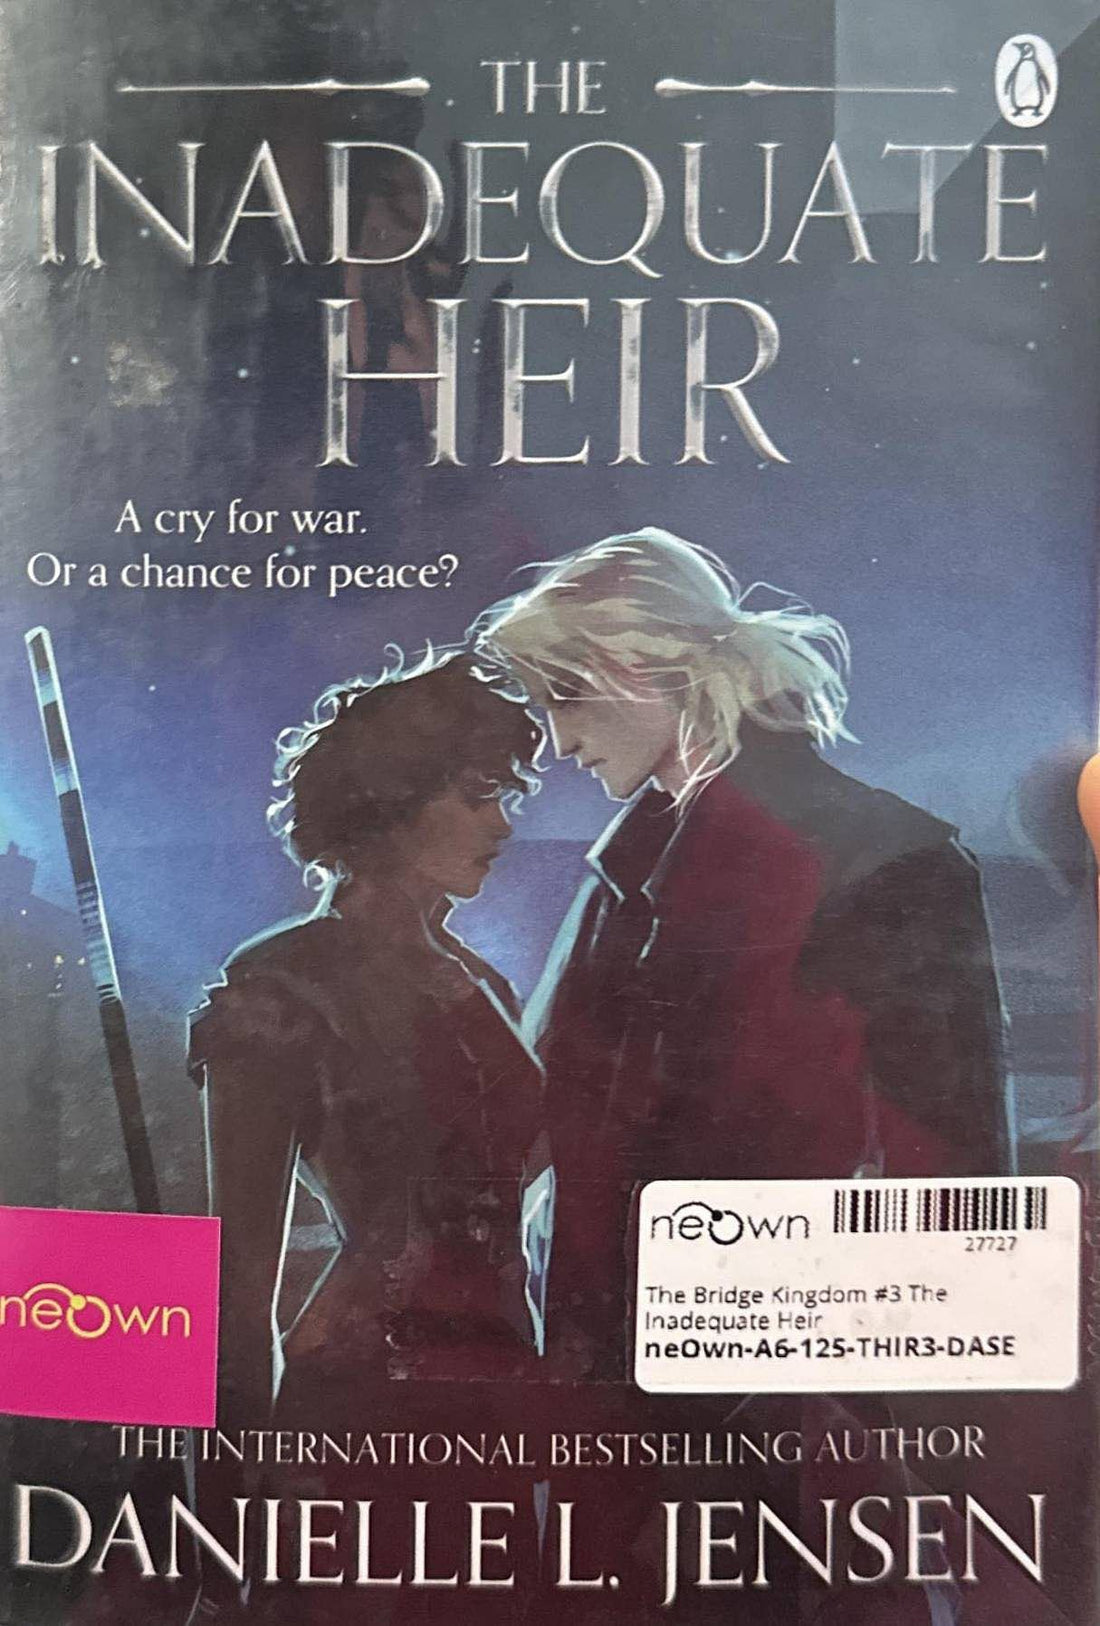 THE
INADEQUATE
HEIR
A cry for war.
Or a chance for peace?
neOwn
27727
The Bridge Kingdom #3 The
Inadequate Heir
neOwn-A6-125-THIR3-DASE
neOwn
THE INTERNATIONAL BESTSELLING AUTHOR
DANIELLE L. JENSEN